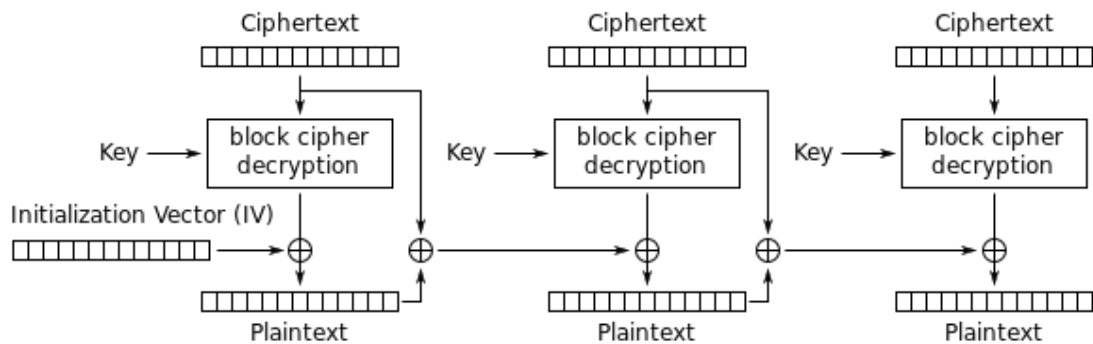 Ciphertext
Ciphertext
Ciphertext
Key
block cipher
decryption
Key
block cipher
decryption
Key
block cipher
decryption
Initialization Vector (IV)
Plaintext
Plaintext
Plaintext